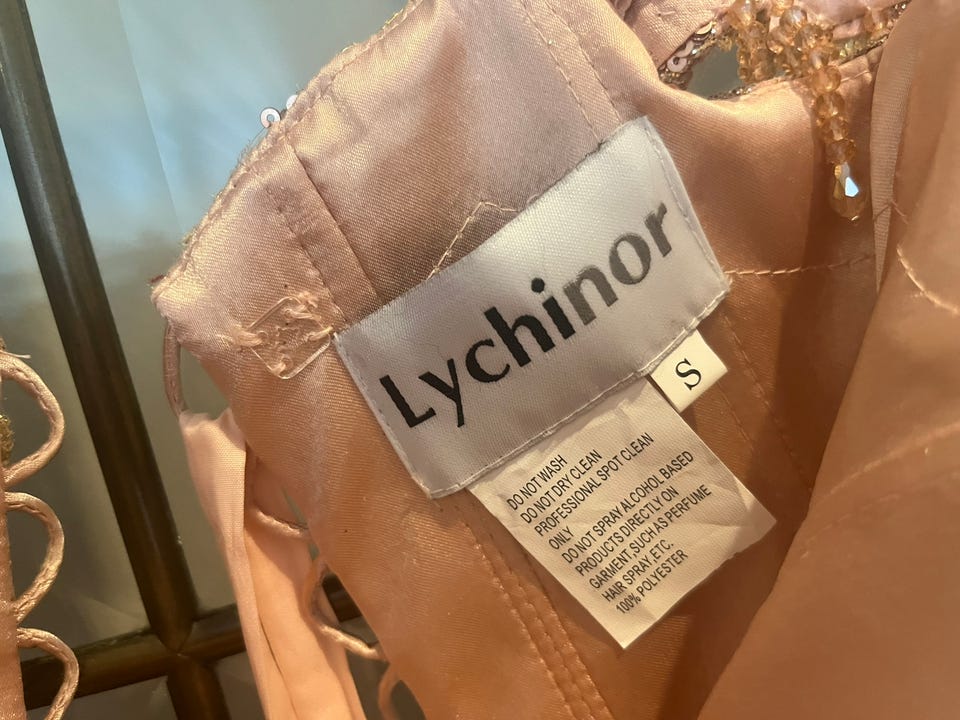 Lychinor
S
DO NOT WASH
DO NOT DRY CLEAN
PROFESSIONAL SPOT CLEAN
ONLY
DO NOT SPRAY ALCOHOL BASED
PRODUCTS DIRECTLY ON
GARMENT,SUCH AS PERFUME
HAIR SPRAY,ETC.
100% POLYESTER